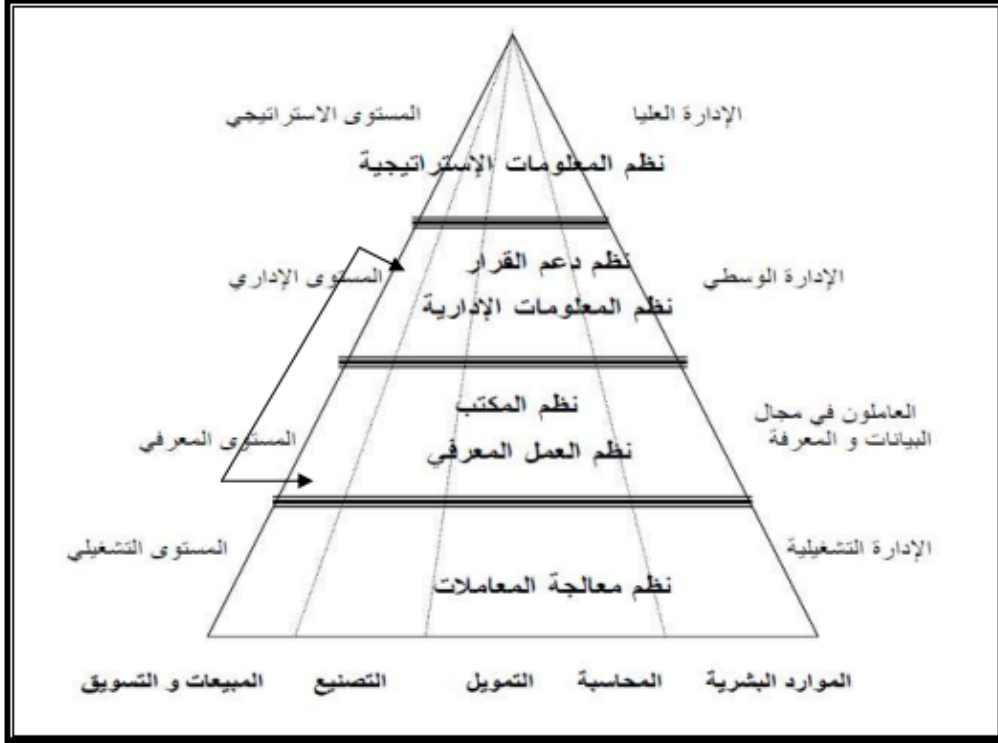 الإدارة العليا
المستوى الاستراتيجي
نظم المعلومات الإستراتيجية
نظم دعم القرار
الإدارة الوسطي
المستوى الإداري
نظم المعلومات الإدارية
نظم المكتب
العاملون في مجال
البيانات و المعرفة
المستوى المعرفي
نظم العمل المعرفي
الإدارة التشغيلية
المستوى التشغيلي
نظم معالجة المعاملات
الموارد البشرية
المحاسبة
التمويل
التصنيع
المبيعات و التسويق